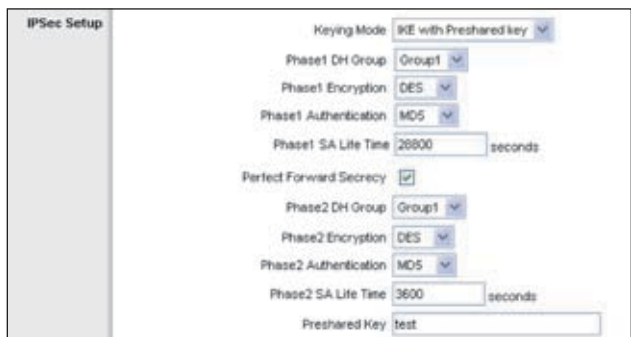 IPSec Setup
Keying Mode IKE with Preshared key
Phase1 DH Group Group1
Phase1 Encryption DES
Phase1 Authentication MD5
Phase1 SA Life Time 28800 seconds
Perfect Forward Secrecy
Phase2 DH Group Group1
Phase2 Encryption DES
Phase2 Authentication MD5
Phase2 SA Life Time 3600 seconds
Preshared Key test